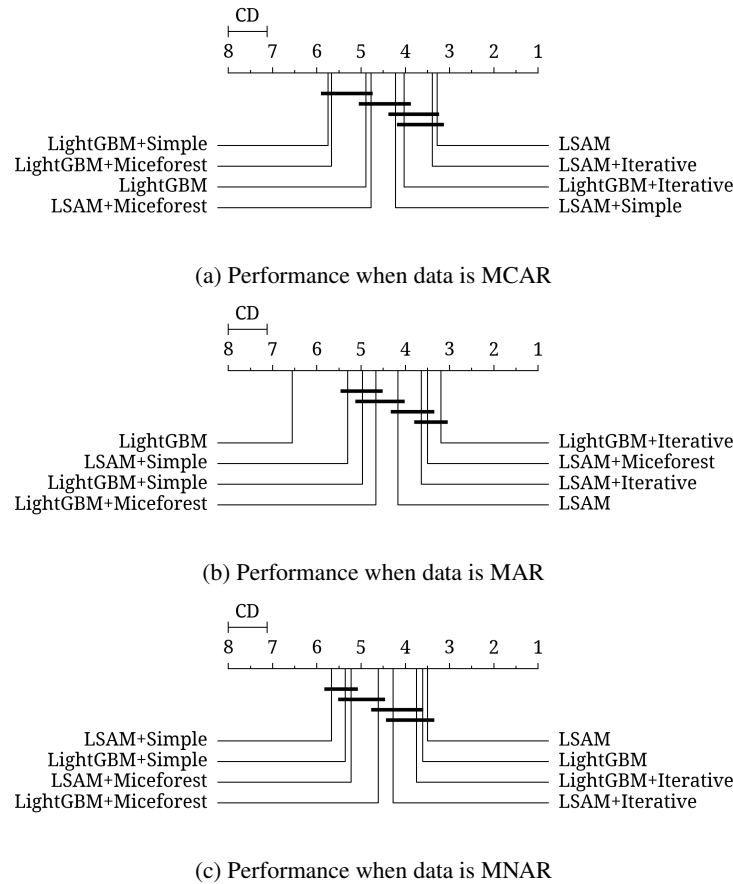 CD
8 7 6 5 4 3 2 1
LightGBM+Simple LSAM
LightGBM+Miceforest LSAM+Iterative
LightGBM LightGBM+Iterative
LSAM+Miceforest LSAM+Simple
(a) Performance when data is MCAR
CD
8 7 6 5 4 3 2 1
LightGBM LightGBM+Iterative
LSAM+Simple LSAM+Miceforest
LightGBM+Simple LSAM+Iterative
LightGBM+Miceforest LSAM
(b) Performance when data is MAR
CD
8 7 6 5 4 3 2 1
LSAM+Simple LSAM
LightGBM+Simple LightGBM
LSAM+Miceforest LightGBM+Iterative
LightGBM+Miceforest LSAM+Iterative
(c) Performance when data is MNAR